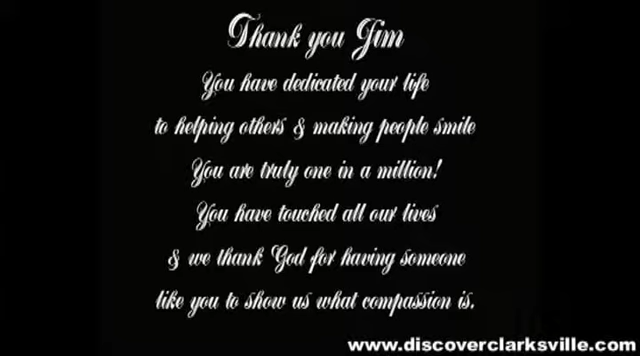 Thank you Jim
You have dedicated your life
to helping others & making people smile
You are truly one in a million!
You have touched all our lives
& we thank God for having someone
like you to show us what compassion is.
www.discoverclarksville.com